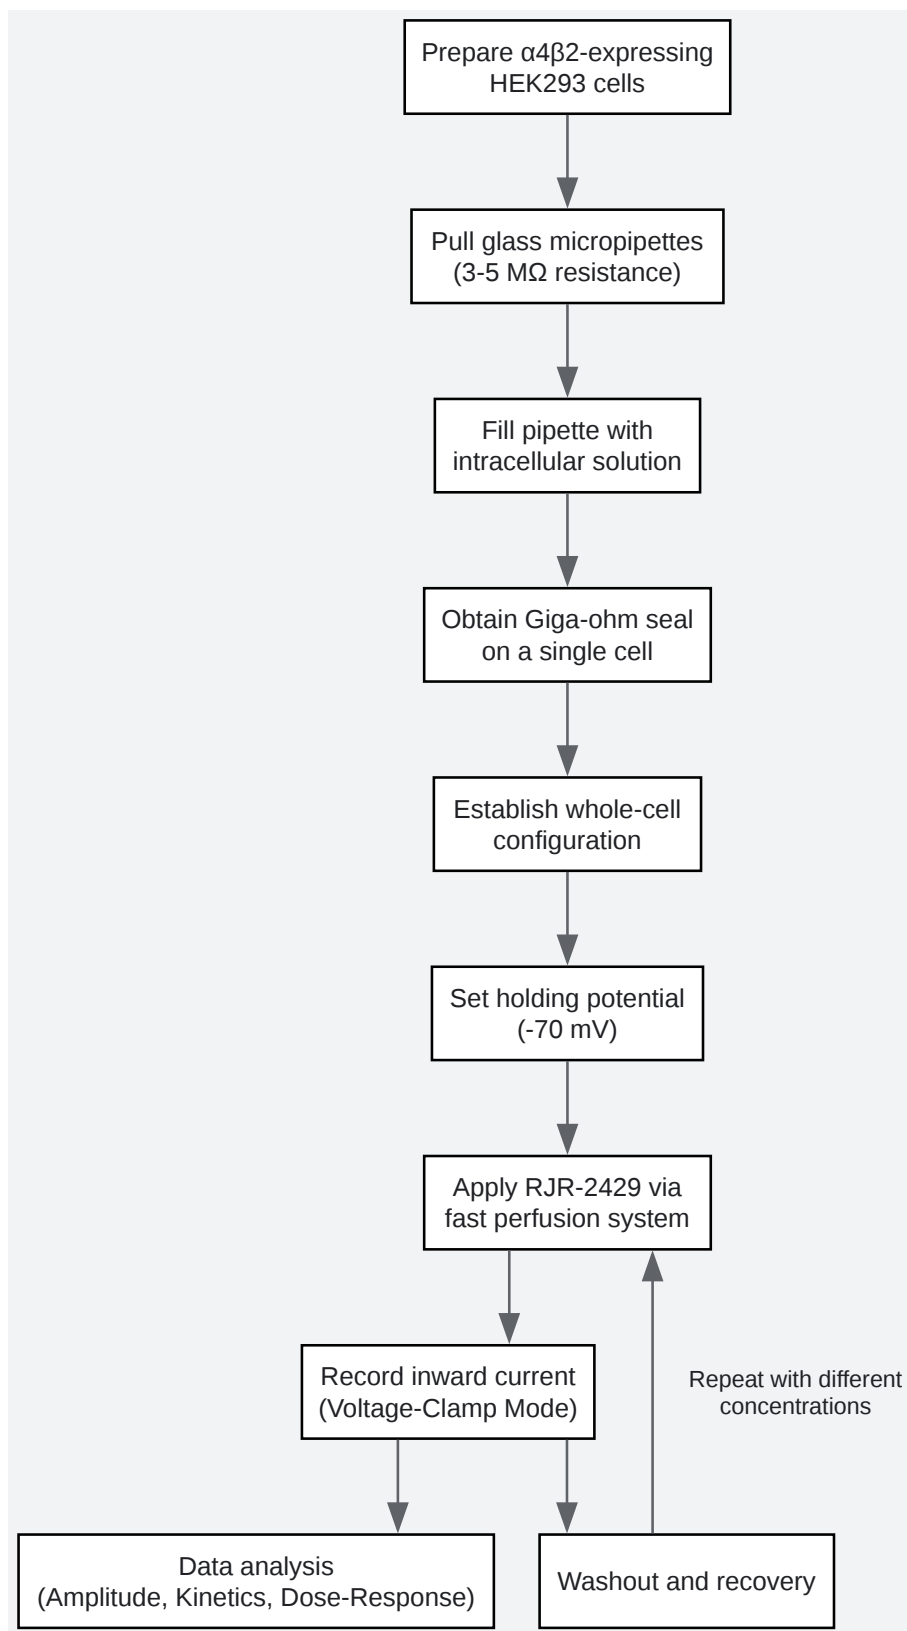 Prepare α4β2-expressing
HEK293 cells
Pull glass micropipettes
(3-5 MΩ resistance)
Fill pipette with
intracellular solution
Obtain Giga-ohm seal
on a single cell
Establish whole-cell
configuration
Set holding potential
(-70 mV)
Apply RJR-2429 via
fast perfusion system
Record inward current
(Voltage-Clamp Mode)
Repeat with different
concentrations
Data analysis
(Amplitude, Kinetics, Dose-Response)
Washout and recovery